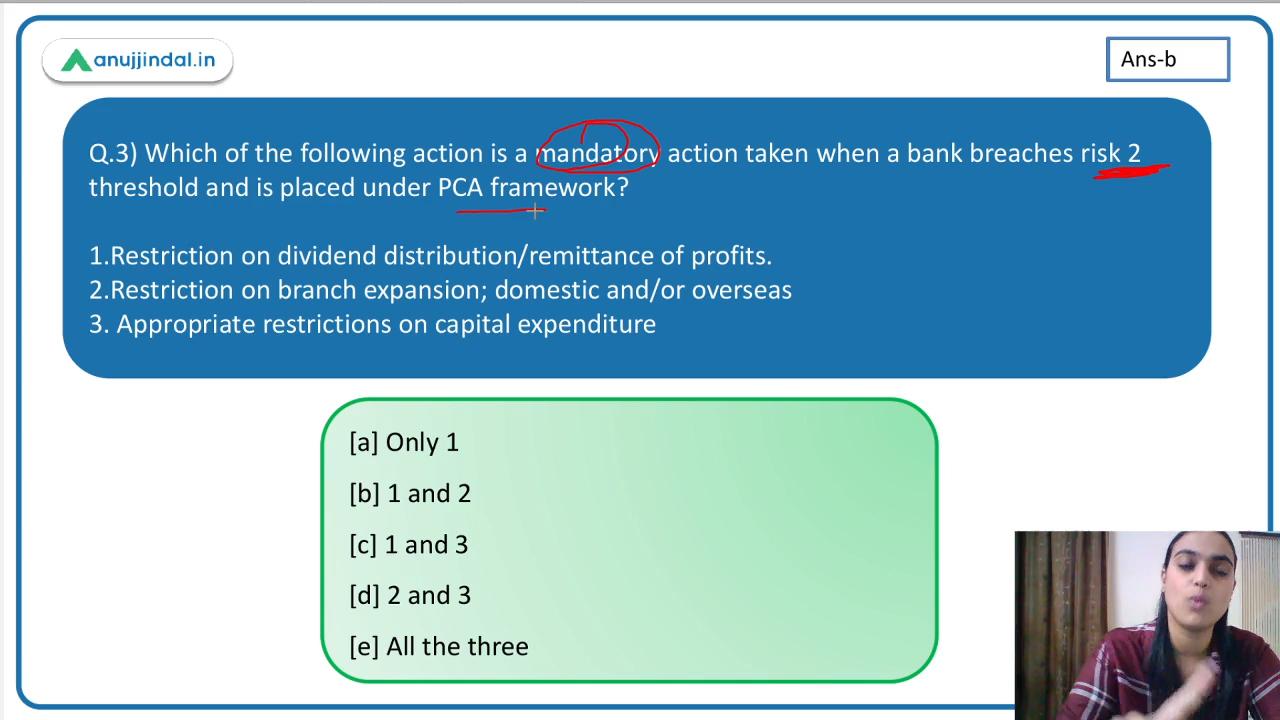 anujjindal.in
Ans-b
Q.3) Which of the following action is a mandatory action taken when a bank breaches risk 2
threshold and is placed under PCA framework?
1.Restriction on dividend distribution/remittance of profits.
2.Restriction on branch expansion; domestic and/or overseas
3. Appropriate restrictions on capital expenditure
[a] Only 1
[b] 1 and 2
[c] 1 and 3
[d] 2 and 3
[e] All the three